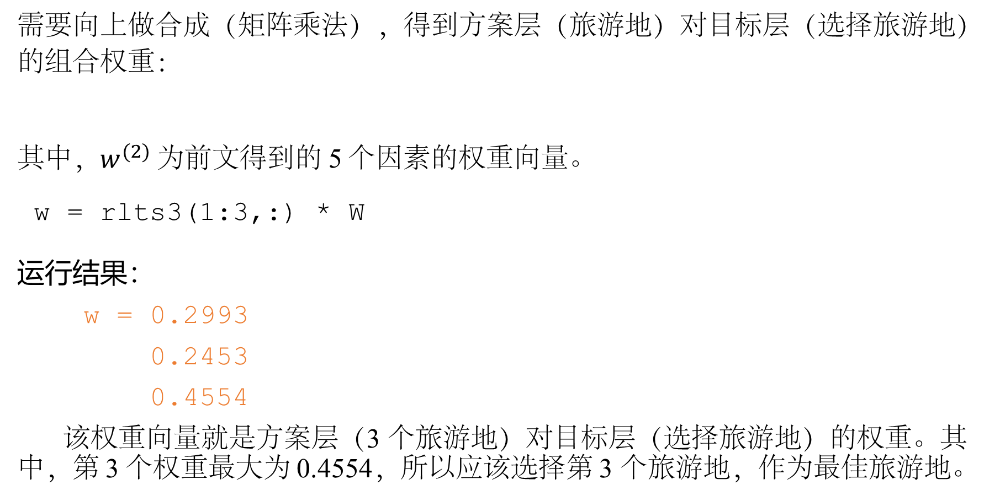 需要向上做合成（矩阵乘法），得到方案层（旅游地）对目标层（选择旅游地）
的组合权重：
其中，w⁽²⁾ 为前文得到的 5 个因素的权重向量。
w = rlts3(1:3,:) * W
运行结果：
w = 0.2993
0.2453
0.4554
该权重向量就是方案层（3 个旅游地）对目标层（选择旅游地）的权重。其
中，第 3 个权重最大为 0.4554，所以应该选择第 3 个旅游地，作为最佳旅游地。